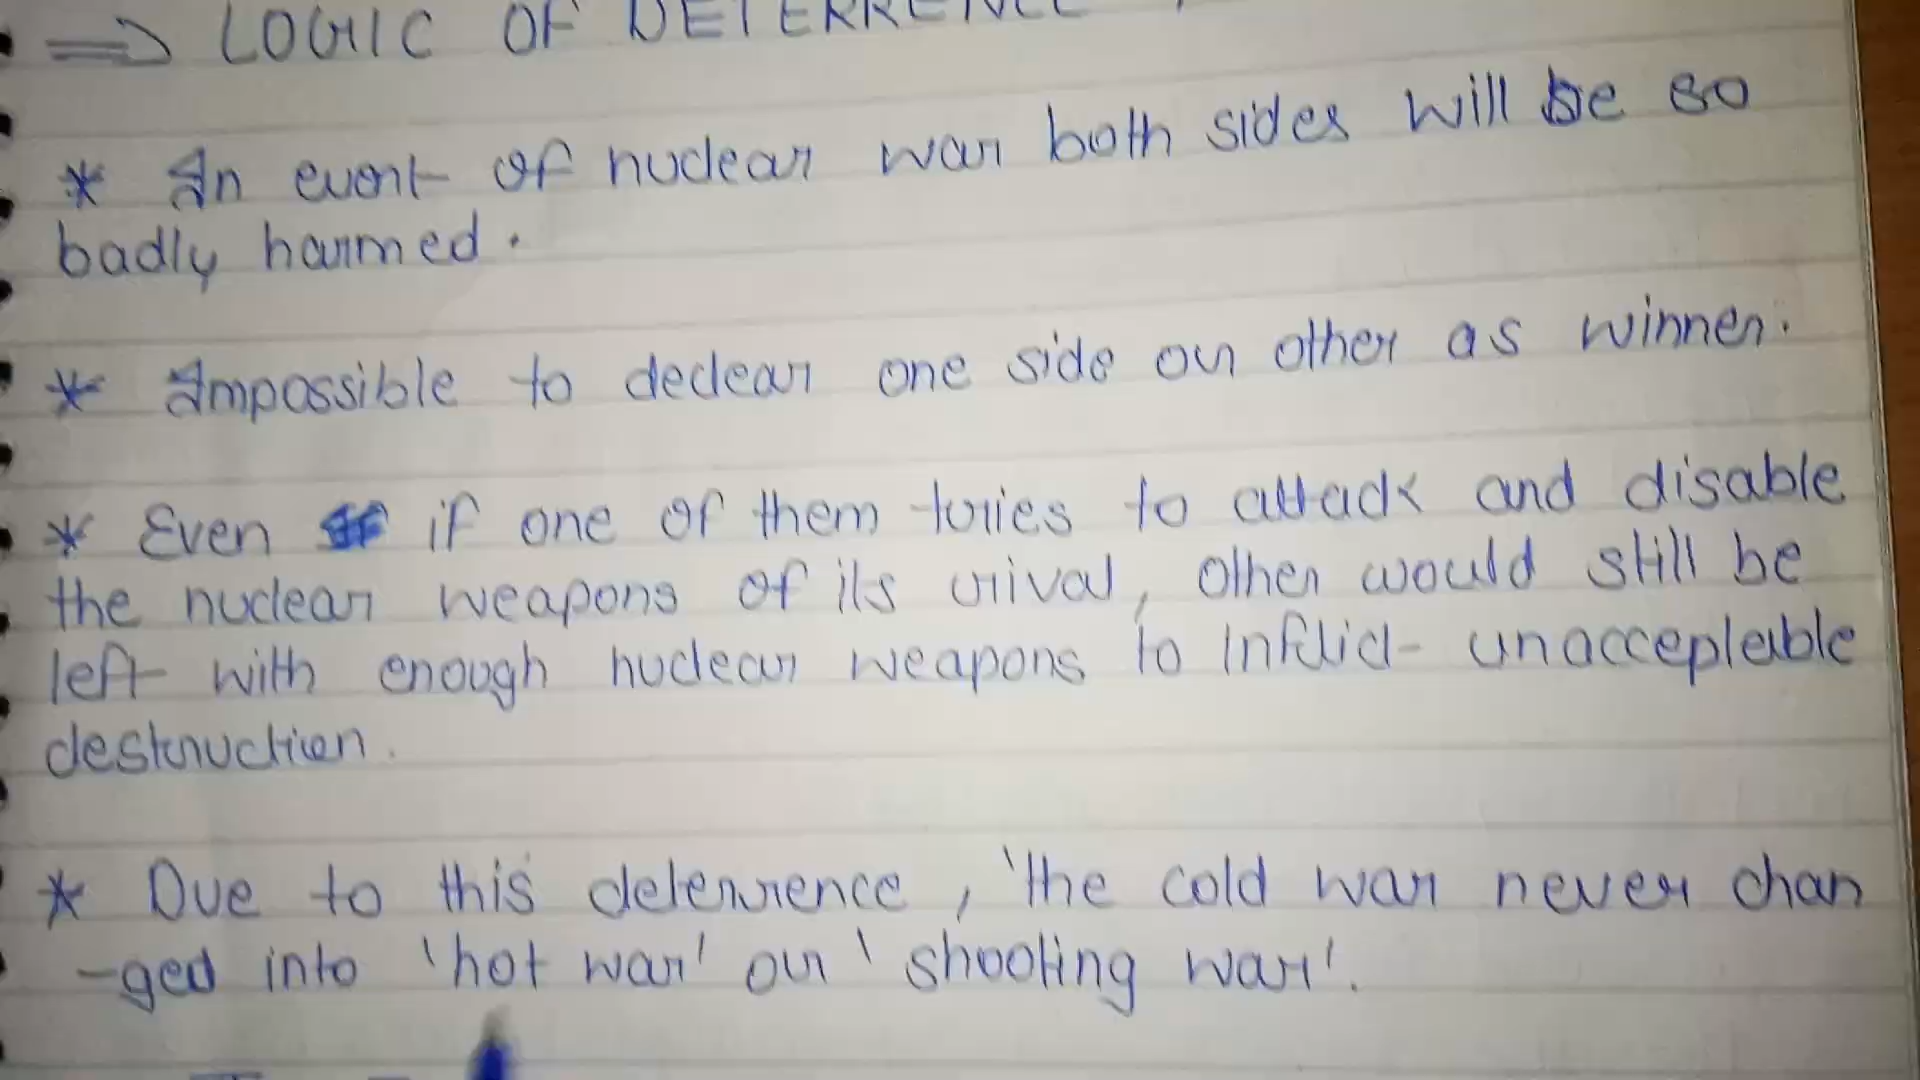 ⇒ LOGIC OF DETERRENCE
* In event of nuclear war both sides will be so
badly harmed.
* Impossible to declear one side or other as winner.
* Even if one of them tries to attack and disable
the nuclear weapons of its rival, other would still be
left with enough nuclear weapons to inflict unacceptable
destruction.
* Due to this deterrence, 'the cold war never chan
-ged into 'hot war' or 'shooting war'.